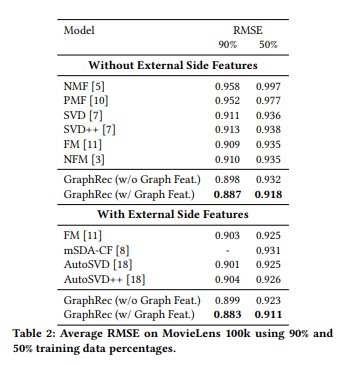 Model RMSE
90% 50%
Without External Side Features
NMF [5] 0.958 0.997
PMF [10] 0.952 0.977
SVD [7] 0.911 0.936
SVD++ [7] 0.913 0.938
FM [11] 0.909 0.935
NFM [3] 0.910 0.935
GraphRec (w/o Graph Feat.) 0.898 0.932
GraphRec (w/ Graph Feat.) 0.887 0.918
With External Side Features
FM [11] 0.903 0.925
mSDA-CF [8] - 0.931
AutoSVD [18] 0.901 0.925
AutoSVD++ [18] 0.904 0.926
GraphRec (w/o Graph Feat.) 0.899 0.923
GraphRec (w/ Graph Feat.) 0.883 0.911
Table 2: Average RMSE on MovieLens 100k using 90% and
50% training data percentages.